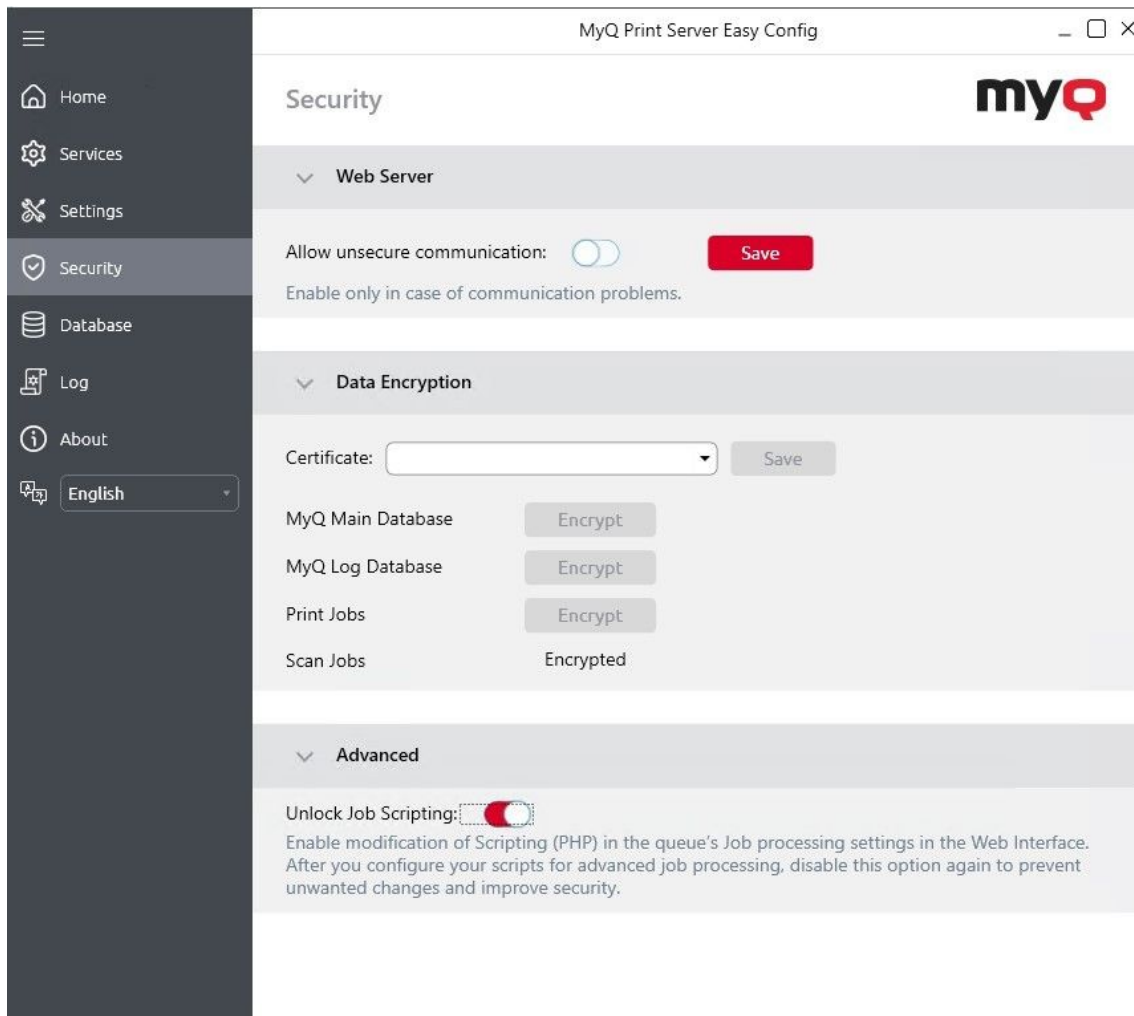 MyQ Print Server Easy Config
Home
Services
Settings
Security
Database
Log
About
English
Security
myQ
Web Server
Allow unsecure communication:
Save
Enable only in case of communication problems.
Data Encryption
Certificate:
Save
MyQ Main Database
Encrypt
MyQ Log Database
Encrypt
Print Jobs
Encrypt
Scan Jobs
Encrypted
Advanced
Unlock Job Scripting:
Enable modification of Scripting (PHP) in the queue's Job processing settings in the Web Interface.
After you configure your scripts for advanced job processing, disable this option again to prevent
unwanted changes and improve security.